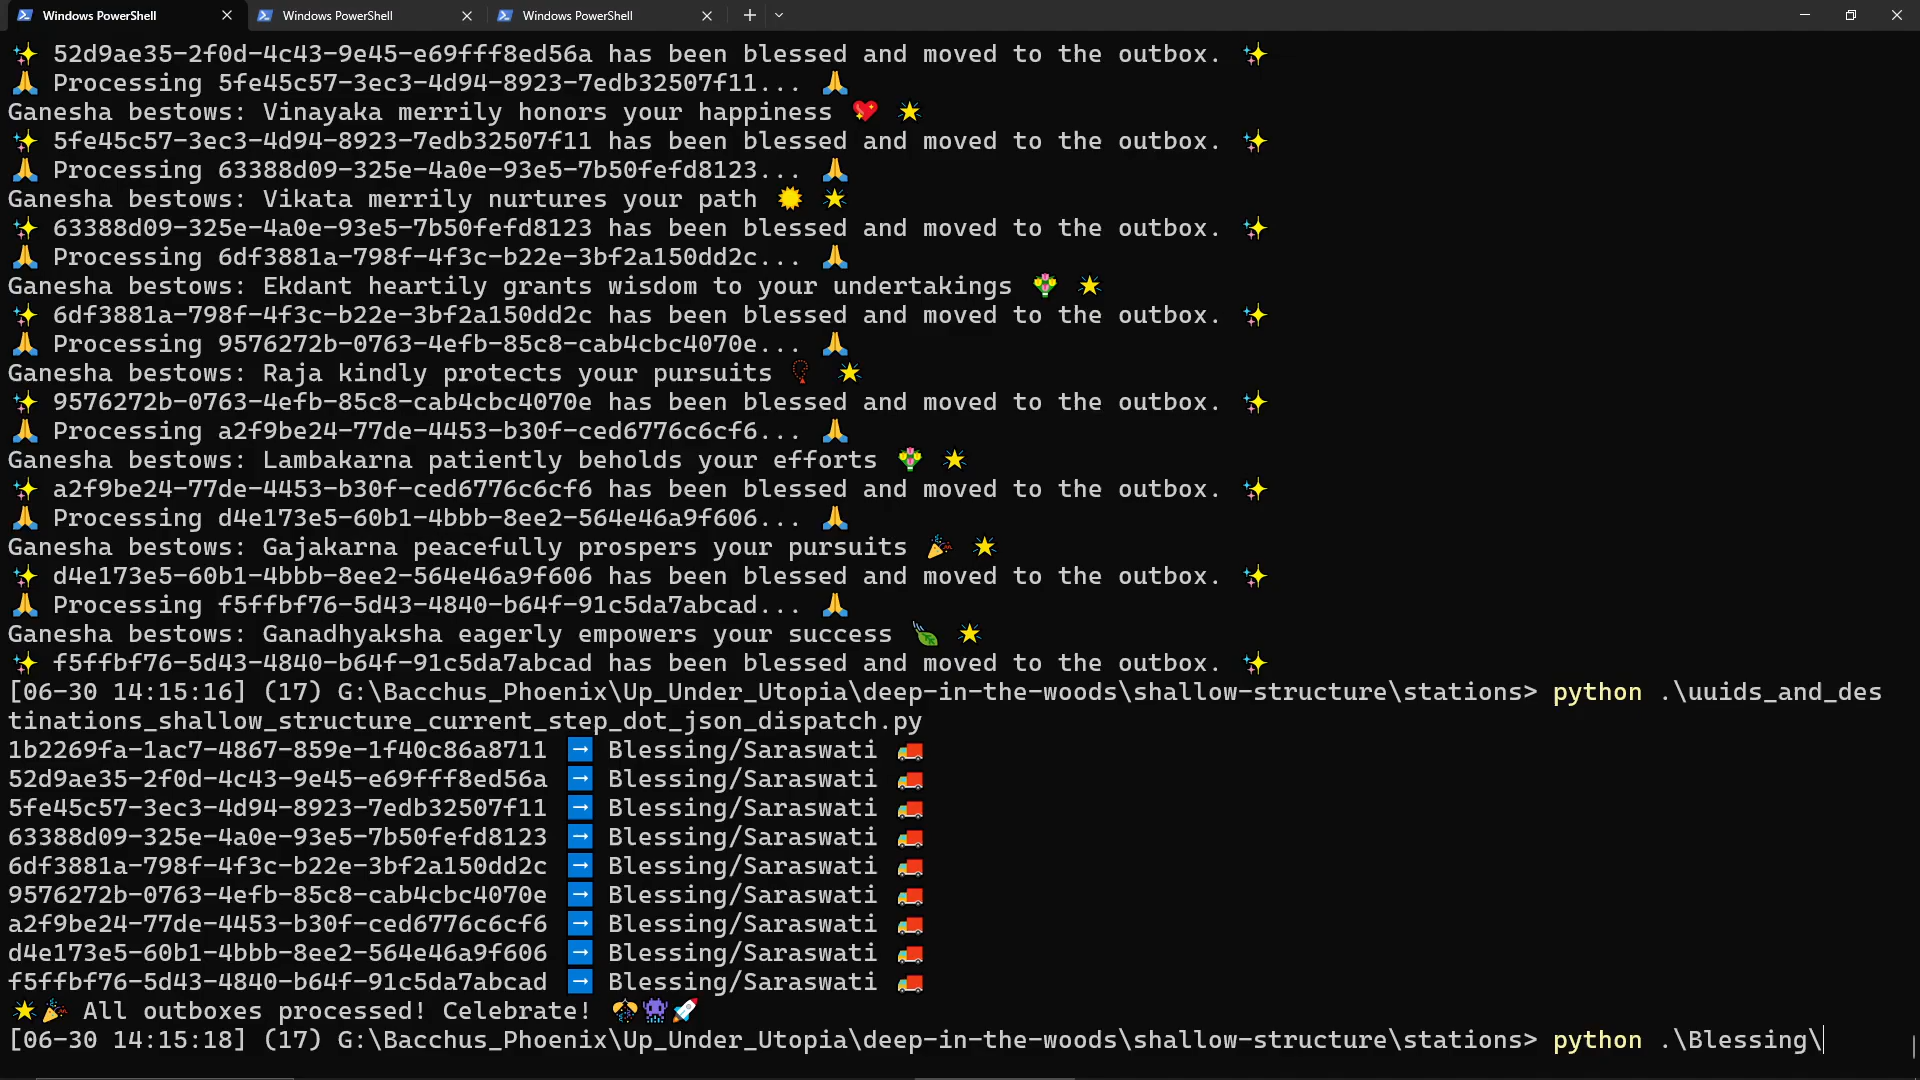 Windows PowerShell
Windows PowerShell
Windows PowerShell
✨ 52d9ae35-2f0d-4c43-9e45-e69fff8ed56a has been blessed and moved to the outbox. ✨
🙏 Processing 5fe45c57-3ec3-4d94-8923-7edb32507f11... 🙏
Ganesha bestows: Vinayaka merrily honors your happiness 💖 🌟
✨ 5fe45c57-3ec3-4d94-8923-7edb32507f11 has been blessed and moved to the outbox. ✨
🙏 Processing 63388d09-325e-4a0e-93e5-7b50fefd8123... 🙏
Ganesha bestows: Vikata merrily nurtures your path 🌞 🌟
✨ 63388d09-325e-4a0e-93e5-7b50fefd8123 has been blessed and moved to the outbox. ✨
🙏 Processing 6df3881a-798f-4f3c-b22e-3bf2a150dd2c... 🙏
Ganesha bestows: Ekdant heartily grants wisdom to your undertakings 💐 🌟
✨ 6df3881a-798f-4f3c-b22e-3bf2a150dd2c has been blessed and moved to the outbox. ✨
🙏 Processing 9576272b-0763-4efb-85c8-cab4cbc4070e... 🙏
Ganesha bestows: Raja kindly protects your pursuits 📿 🌟
✨ 9576272b-0763-4efb-85c8-cab4cbc4070e has been blessed and moved to the outbox. ✨
🙏 Processing a2f9be24-77de-4453-b30f-ced6776c6cf6... 🙏
Ganesha bestows: Lambakarna patiently beholds your efforts 💐 🌟
✨ a2f9be24-77de-4453-b30f-ced6776c6cf6 has been blessed and moved to the outbox. ✨
🙏 Processing d4e173e5-60b1-4bbb-8ee2-564e46a9f606... 🙏
Ganesha bestows: Gajakarna peacefully prospers your pursuits 🎉 🌟
✨ d4e173e5-60b1-4bbb-8ee2-564e46a9f606 has been blessed and moved to the outbox. ✨
🙏 Processing f5ffbf76-5d43-4840-b64f-91c5da7abcad... 🙏
Ganesha bestows: Ganadhyaksha eagerly empowers your success 🍃 🌟
✨ f5ffbf76-5d43-4840-b64f-91c5da7abcad has been blessed and moved to the outbox. ✨
[06-30 14:15:16] (17) G:\Bacchus_Phoenix\Up_Under_Utopia\deep-in-the-woods\shallow-structure\stations> python .\uuids_and_des
tinations_shallow_structure_current_step_dot_json_dispatch.py
1b2269fa-1ac7-4867-859e-1f40c86a8711 ➡️ Blessing/Saraswati 🚚
52d9ae35-2f0d-4c43-9e45-e69fff8ed56a ➡️ Blessing/Saraswati 🚚
5fe45c57-3ec3-4d94-8923-7edb32507f11 ➡️ Blessing/Saraswati 🚚
63388d09-325e-4a0e-93e5-7b50fefd8123 ➡️ Blessing/Saraswati 🚚
6df3881a-798f-4f3c-b22e-3bf2a150dd2c ➡️ Blessing/Saraswati 🚚
9576272b-0763-4efb-85c8-cab4cbc4070e ➡️ Blessing/Saraswati 🚚
a2f9be24-77de-4453-b30f-ced6776c6cf6 ➡️ Blessing/Saraswati 🚚
d4e173e5-60b1-4bbb-8ee2-564e46a9f606 ➡️ Blessing/Saraswati 🚚
f5ffbf76-5d43-4840-b64f-91c5da7abcad ➡️ Blessing/Saraswati 🚚
🌟🎉 All outboxes processed! Celebrate! 🎊👾🚀
[06-30 14:15:18] (17) G:\Bacchus_Phoenix\Up_Under_Utopia\deep-in-the-woods\shallow-structure\stations> python .\Blessing\